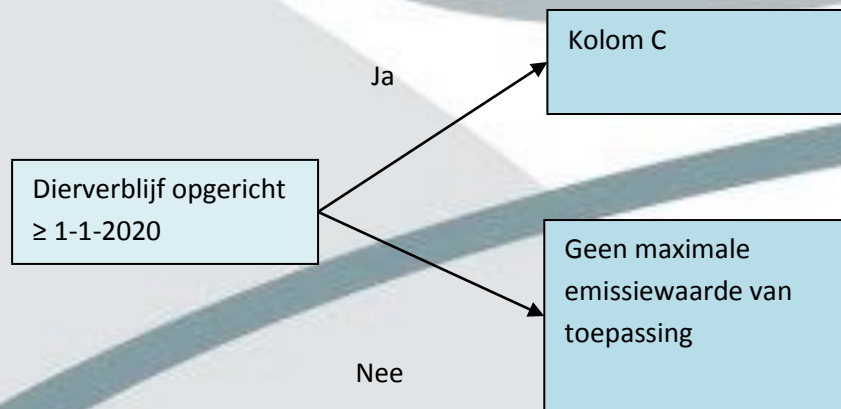 Kolom C
Ja
Dierverblijf opgericht
≥ 1-1-2020
Geen maximale
emissiewaarde van
toepassing
Nee